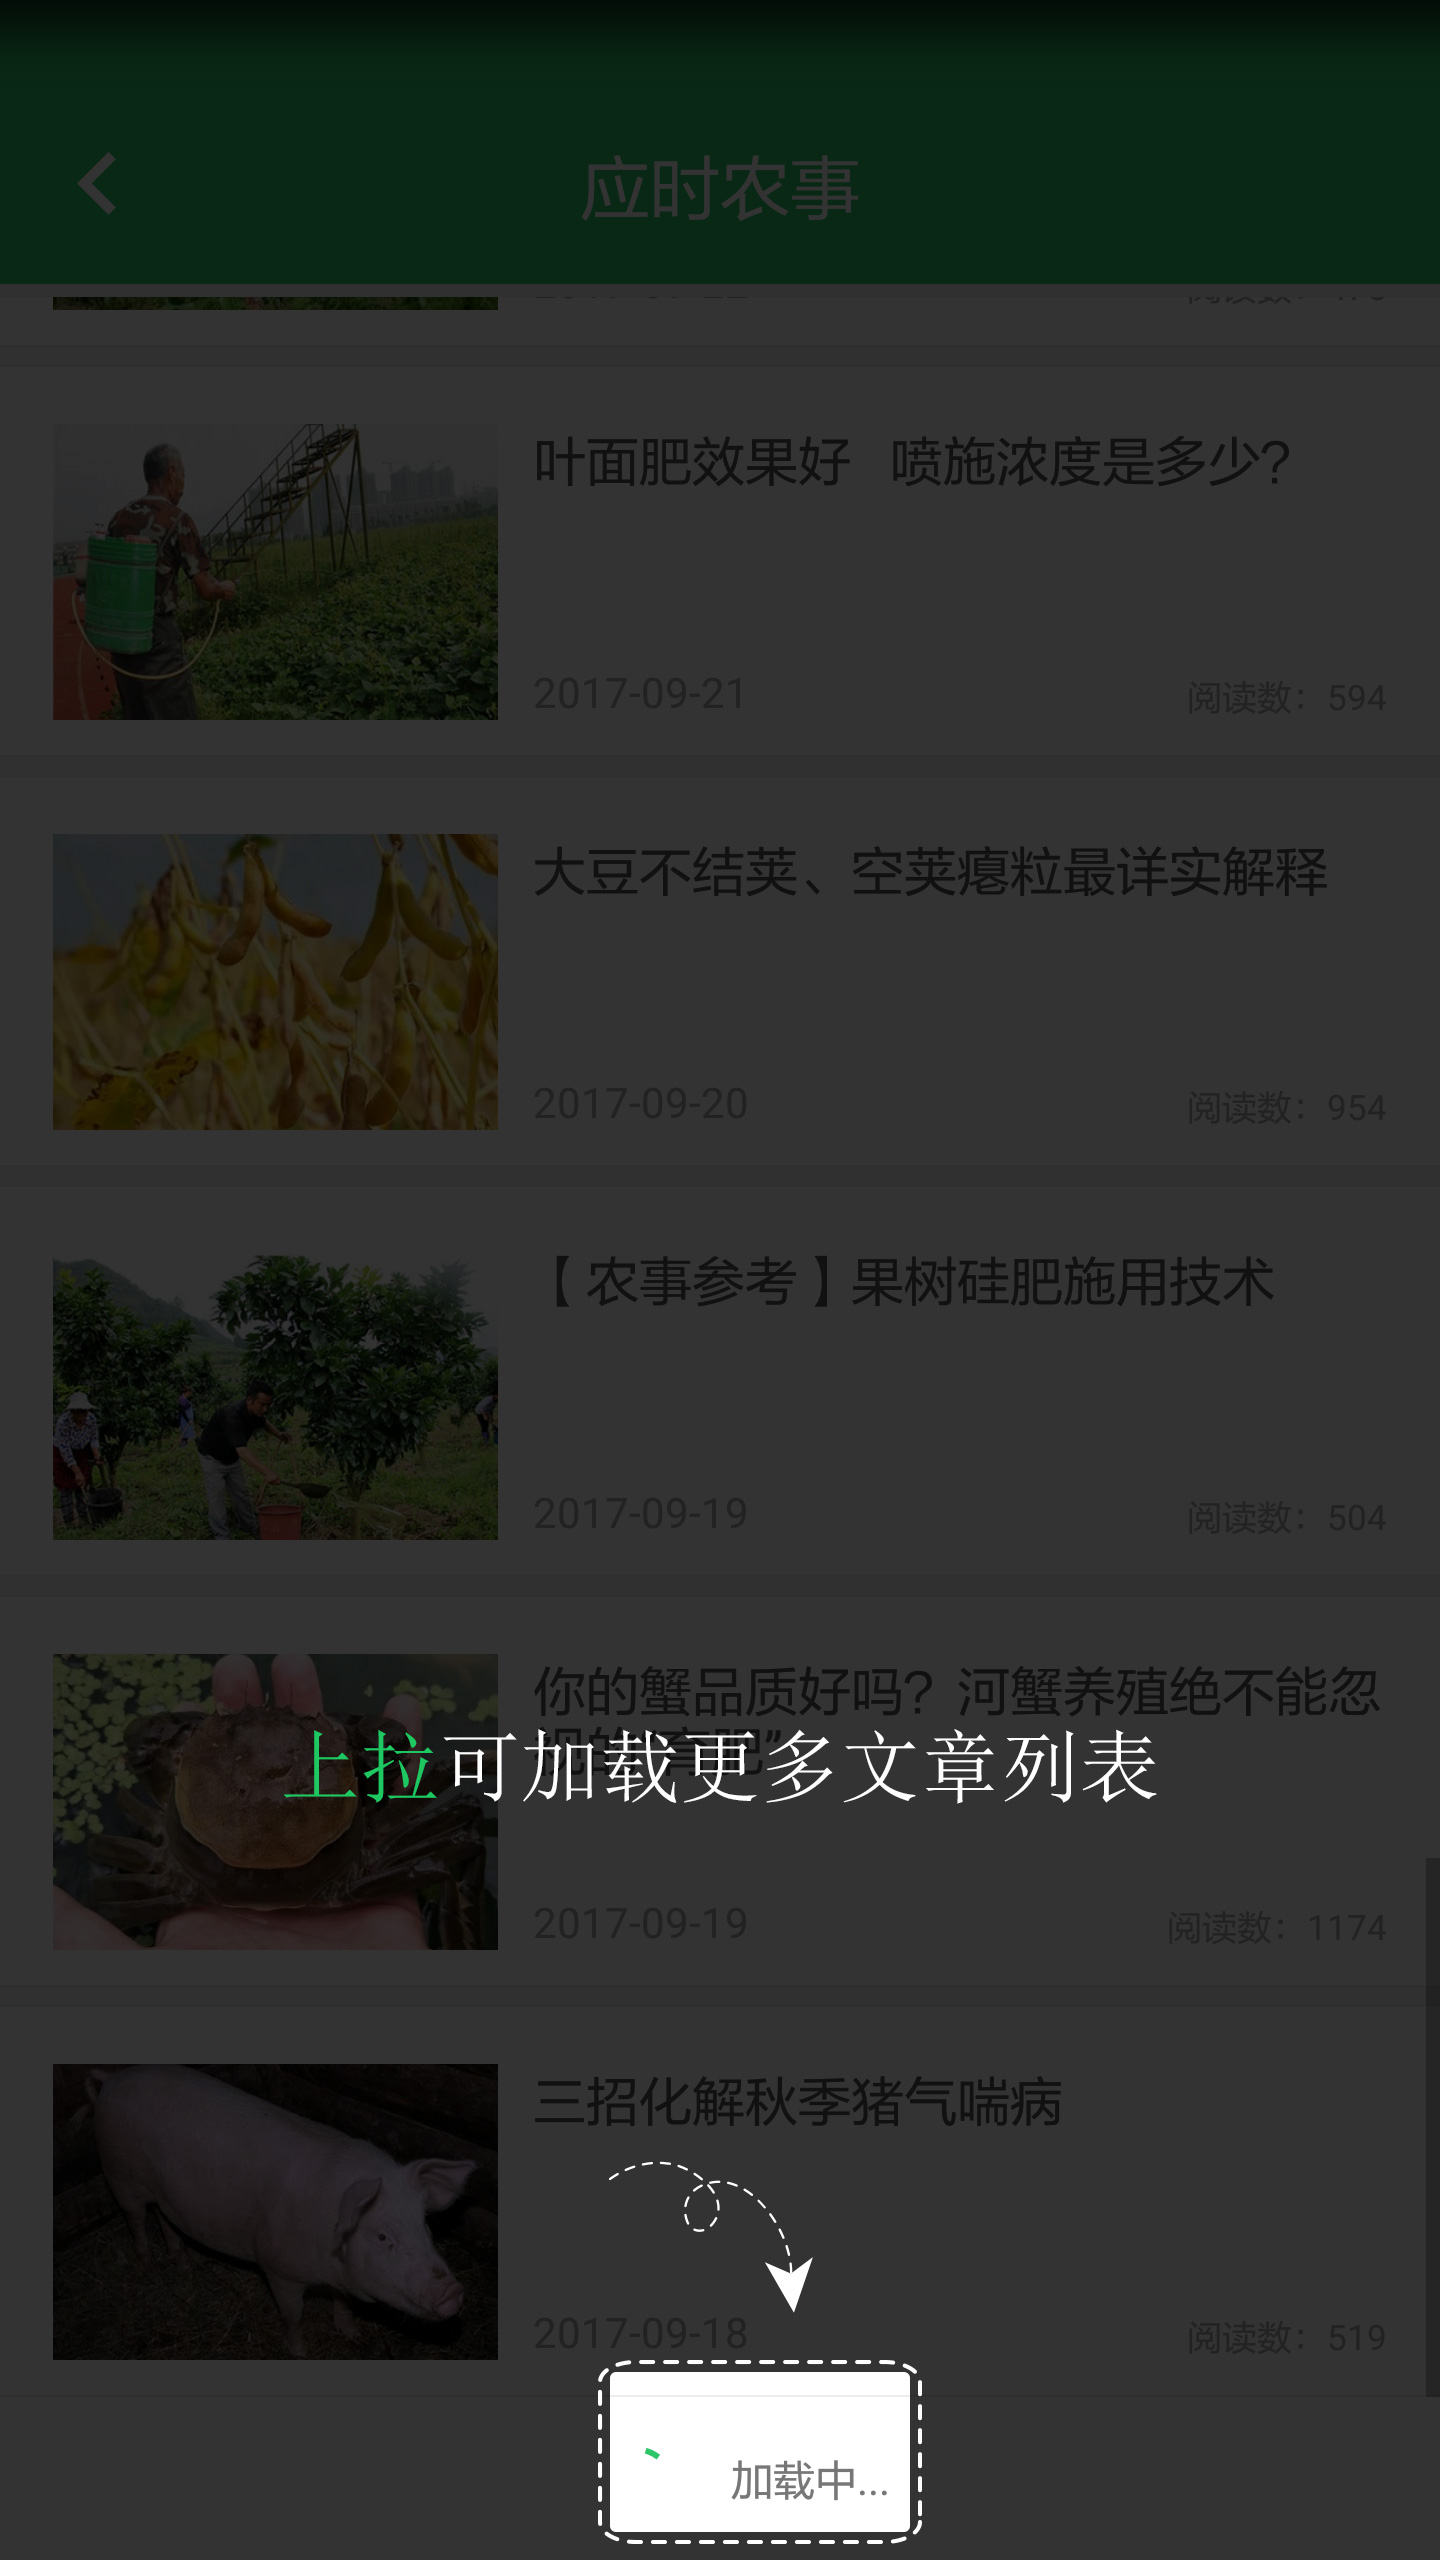 应时农事
叶面肥效果好 喷施浓度是多少?
2017-09-21 阅读数：594
大豆不结荚、空荚瘪粒最详实解释
2017-09-20 阅读数：954
【农事参考】果树硅肥施用技术
2017-09-19 阅读数：504
你的蟹品质好吗？河蟹养殖绝不能忽
上拉可加载更多文章列表
2017-09-19 阅读数：1174
三招化解秋季猪气喘病
2017-09-18 阅读数：519
加载中...